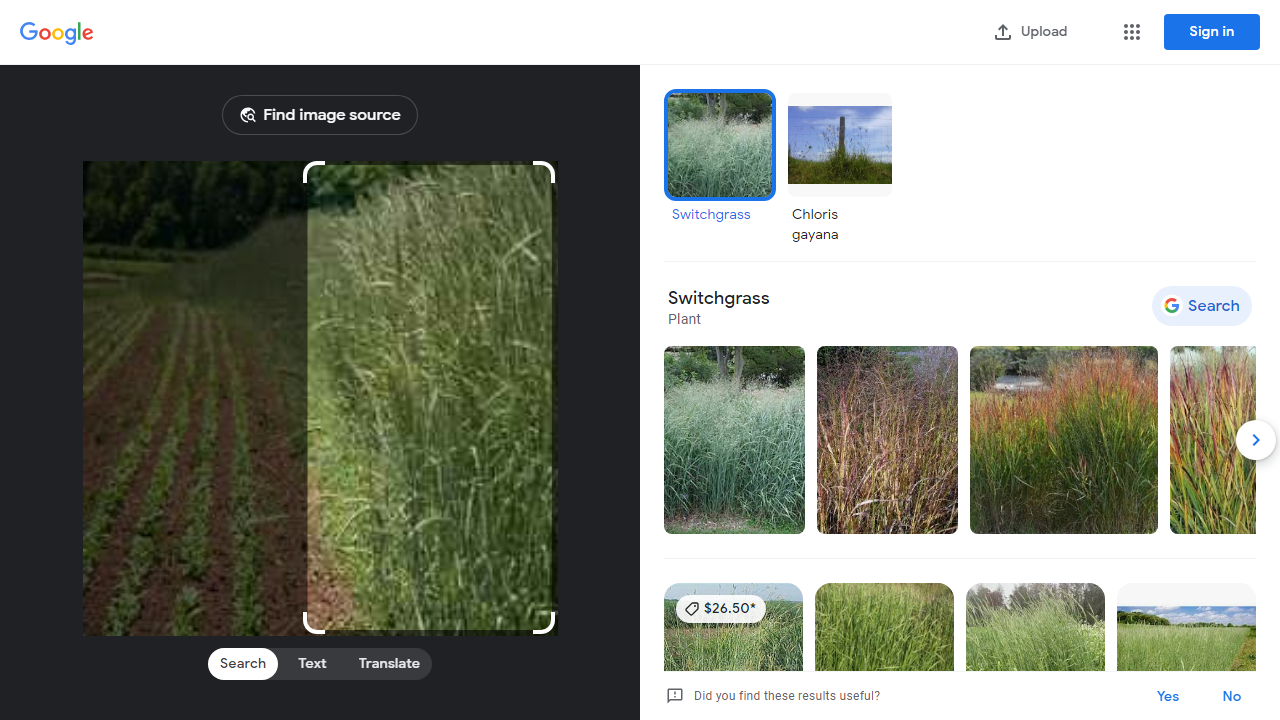 Google
Upload
Sign in
Find image source
Switchgrass
Chloris
gayana
Switchgrass
Plant
Search
$26.50*
Search
Text
Translate
Did you find these results useful?
Yes
No